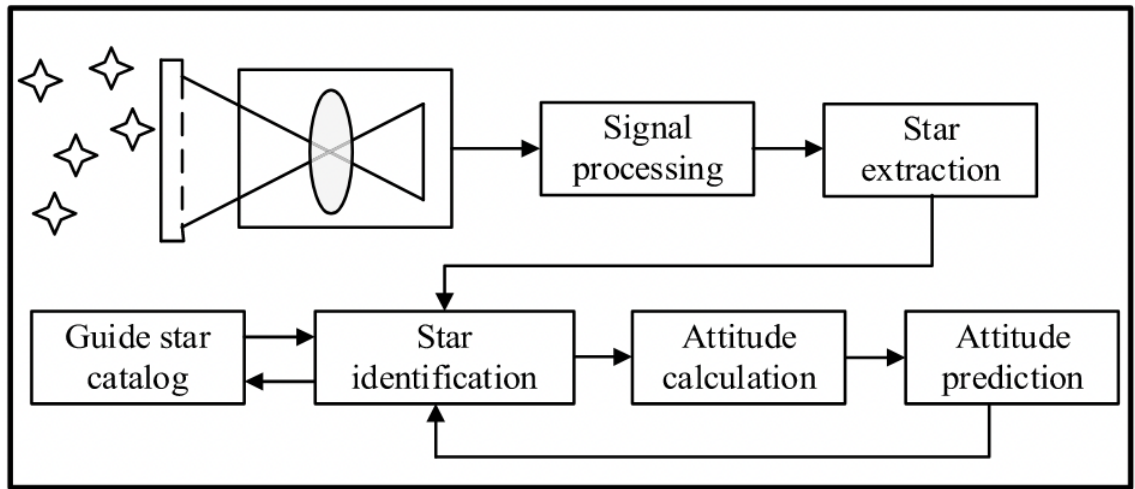 Signal
processing
Star
extraction
Guide star
catalog
Star
identification
Attitude
calculation
Attitude
prediction